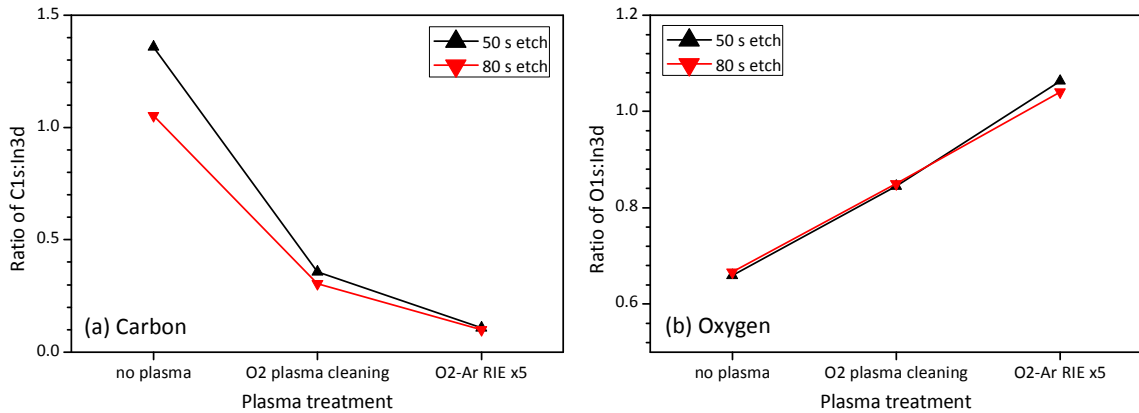 1.5
1.0
0.5
0.0
Ratio of C1s:In3d
50 s etch
80 s etch
(a) Carbon
no plasma
O2 plasma cleaning
O2-Ar RIE x5
Plasma treatment
1.2
1.0
0.8
0.6
Ratio of O1s:In3d
50 s etch
80 s etch
(b) Oxygen
no plasma
O2 plasma cleaning
O2-Ar RIE x5
Plasma treatment